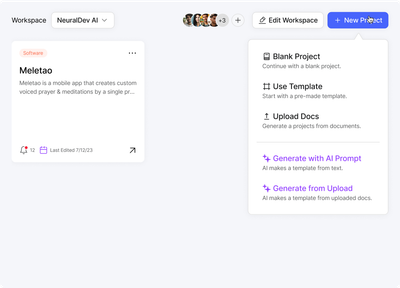 Workspace NeuralDev AI +3 + Edit Workspace + New Project
Software
Meletao
Meletao is a mobile app that creates custom
voiced prayer & meditations by a single pr...
12 Last Edited 7/12/23
Blank Project
Continue with a blank project.
Use Template
Start with a pre-made template.
Upload Docs
Generate a projects from documents.
Generate with AI Prompt
AI makes a template from text.
Generate from Upload
AI makes a template from uploaded docs.